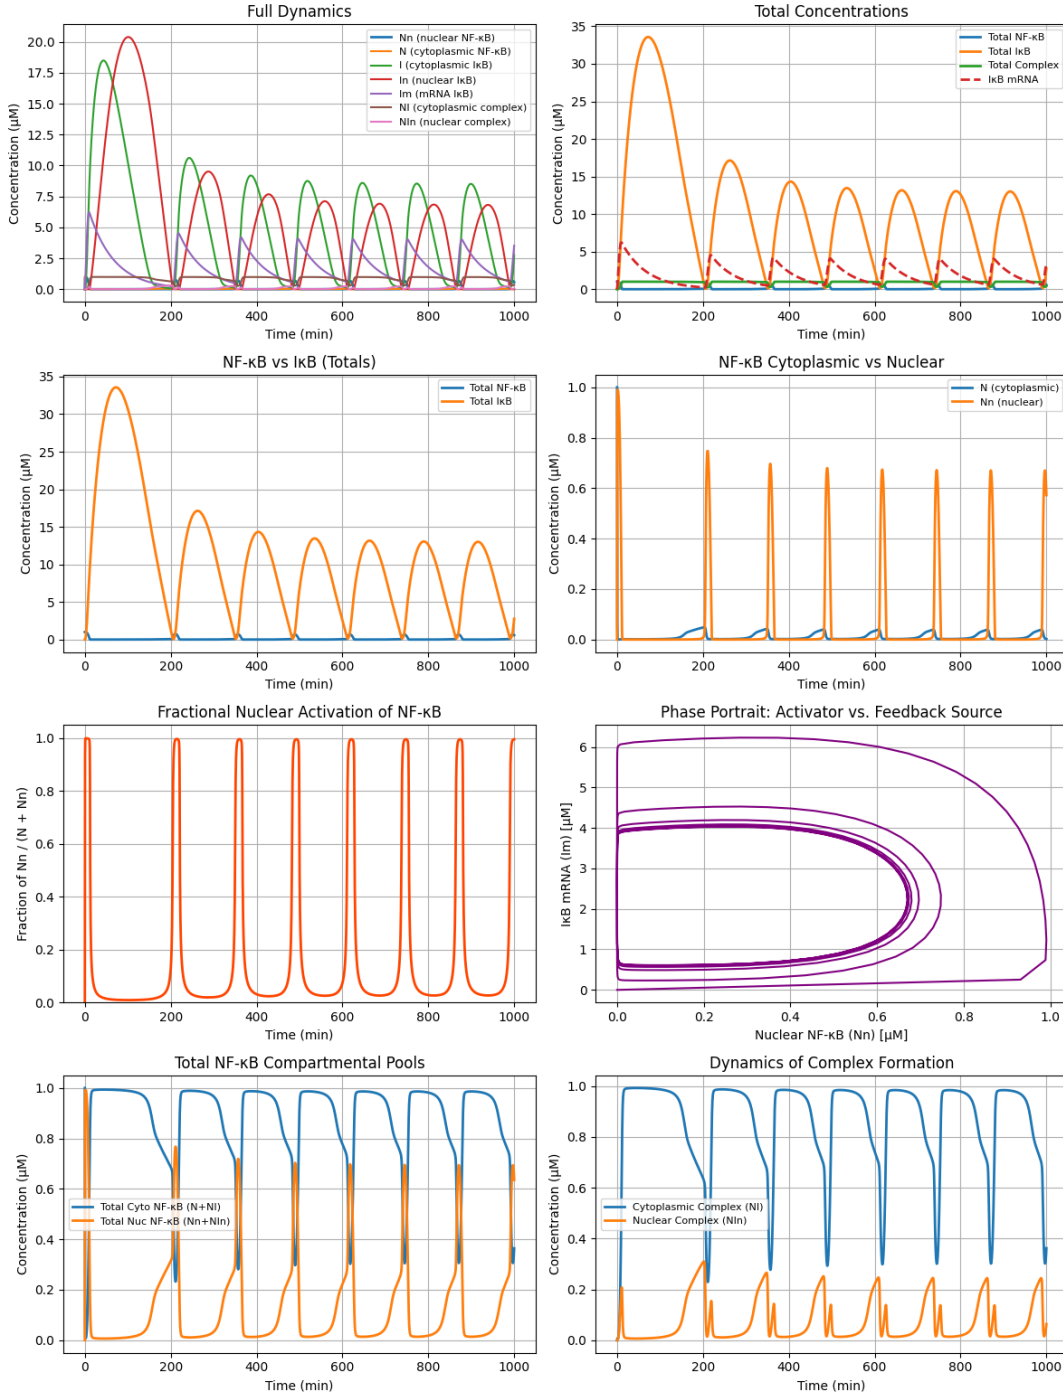 Full Dynamics
Concentration (μM)
20.0
17.5
15.0
12.5
10.0
7.5
5.0
2.5
0.0
Nn (nuclear NF-κB)
N (cytoplasmic NF-κB)
I (cytoplasmic IκB)
In (nuclear IκB)
Im (mRNA IκB)
NI (cytoplasmic complex)
NIn (nuclear complex)
0 200 400 600 800 1000
Time (min)
Total Concentrations
Concentration (μM)
35
30
25
20
15
10
5
0
Total NF-κB
Total IκB
Total Complex
IκB mRNA
0 200 400 600 800 1000
Time (min)
NF-κB vs IκB (Totals)
Concentration (μM)
35
30
25
20
15
10
5
0
Total NF-κB
Total IκB
0 200 400 600 800 1000
Time (min)
NF-κB Cytoplasmic vs Nuclear
Concentration (μM)
1.0
0.8
0.6
0.4
0.2
0.0
N (cytoplasmic)
Nn (nuclear)
0 200 400 600 800 1000
Time (min)
Fractional Nuclear Activation of NF-κB
Fraction of Nn / (N + Nn)
1.0
0.8
0.6
0.4
0.2
0.0
0 200 400 600 800 1000
Time (min)
Phase Portrait: Activator vs. Feedback Source
IκB mRNA (Im) [μM]
6
5
4
3
2
1
0
0.0 0.2 0.4 0.6 0.8 1.0
Nuclear NF-κB (Nn) [μM]
Total NF-κB Compartmental Pools
Concentration (μM)
1.0
0.8
0.6
0.4
0.2
0.0
Total Cyto NF-κB (N+NI)
Total Nuc NF-κB (Nn+NIn)
0 200 400 600 800 1000
Time (min)
Dynamics of Complex Formation
Concentration (μM)
1.0
0.8
0.6
0.4
0.2
0.0
Cytoplasmic Complex (NI)
Nuclear Complex (NIn)
0 200 400 600 800 1000
Time (min)